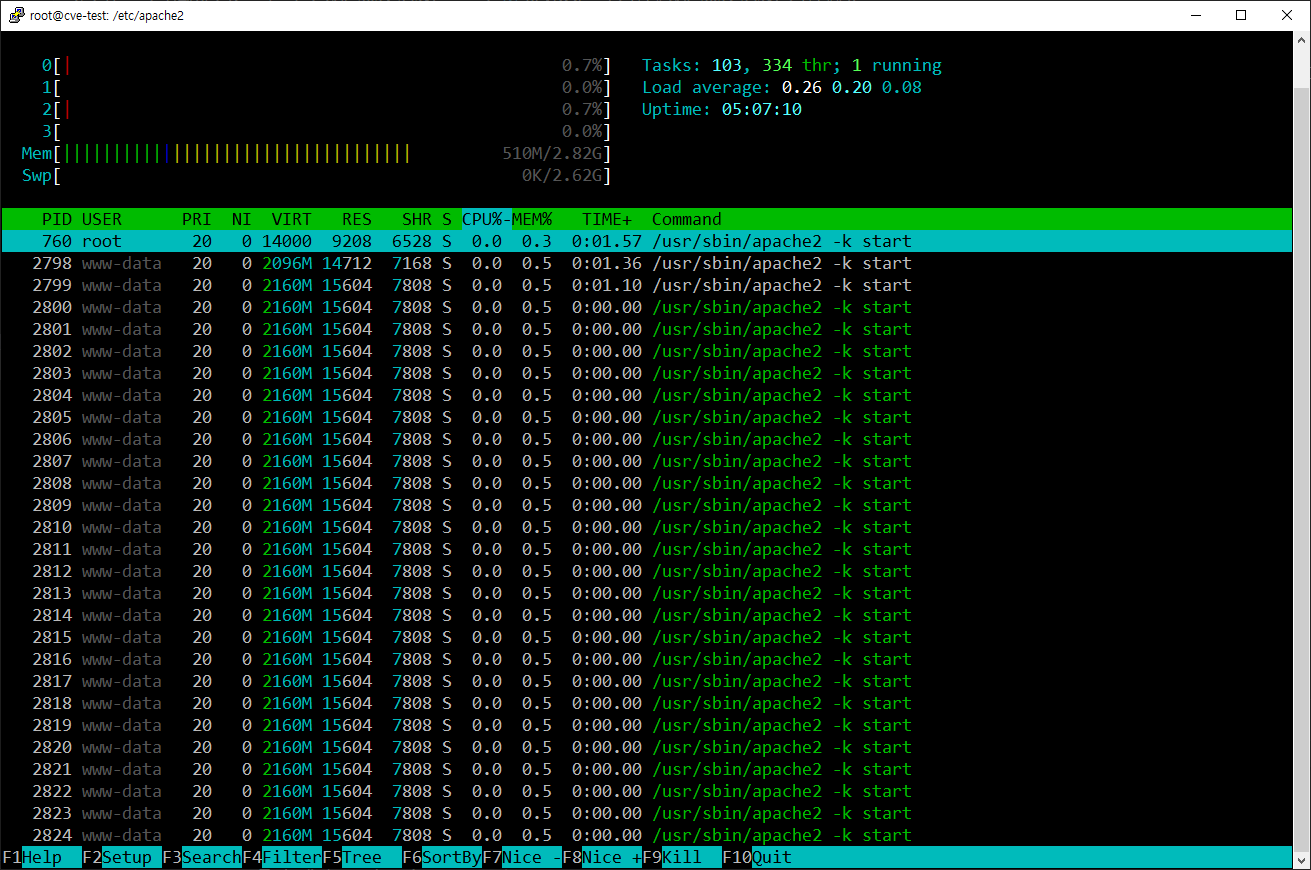 root@cve-test: /etc/apache2
0[| 0.7%] Tasks: 103, 334 thr; 1 running
1[ 0.0%] Load average: 0.26 0.20 0.08
2[| 0.7%] Uptime: 05:07:10
3[ 0.0%]
Mem[||||||||||||||||||||||||||||||||||| 510M/2.82G]
Swp[ 0K/2.62G]
PID USER PRI NI VIRT RES SHR S CPU%-MEM% TIME+ Command
760 root 20 0 14000 9208 6528 S 0.0 0.3 0:01.57 /usr/sbin/apache2 -k start
2798 www-data 20 0 2096M 14712 7168 S 0.0 0.5 0:01.36 /usr/sbin/apache2 -k start
2799 www-data 20 0 2160M 15604 7808 S 0.0 0.5 0:01.10 /usr/sbin/apache2 -k start
2800 www-data 20 0 2160M 15604 7808 S 0.0 0.5 0:00.00 /usr/sbin/apache2 -k start
2801 www-data 20 0 2160M 15604 7808 S 0.0 0.5 0:00.00 /usr/sbin/apache2 -k start
2802 www-data 20 0 2160M 15604 7808 S 0.0 0.5 0:00.00 /usr/sbin/apache2 -k start
2803 www-data 20 0 2160M 15604 7808 S 0.0 0.5 0:00.00 /usr/sbin/apache2 -k start
2804 www-data 20 0 2160M 15604 7808 S 0.0 0.5 0:00.00 /usr/sbin/apache2 -k start
2805 www-data 20 0 2160M 15604 7808 S 0.0 0.5 0:00.00 /usr/sbin/apache2 -k start
2806 www-data 20 0 2160M 15604 7808 S 0.0 0.5 0:00.00 /usr/sbin/apache2 -k start
2807 www-data 20 0 2160M 15604 7808 S 0.0 0.5 0:00.00 /usr/sbin/apache2 -k start
2808 www-data 20 0 2160M 15604 7808 S 0.0 0.5 0:00.00 /usr/sbin/apache2 -k start
2809 www-data 20 0 2160M 15604 7808 S 0.0 0.5 0:00.00 /usr/sbin/apache2 -k start
2810 www-data 20 0 2160M 15604 7808 S 0.0 0.5 0:00.00 /usr/sbin/apache2 -k start
2811 www-data 20 0 2160M 15604 7808 S 0.0 0.5 0:00.00 /usr/sbin/apache2 -k start
2812 www-data 20 0 2160M 15604 7808 S 0.0 0.5 0:00.00 /usr/sbin/apache2 -k start
2813 www-data 20 0 2160M 15604 7808 S 0.0 0.5 0:00.00 /usr/sbin/apache2 -k start
2814 www-data 20 0 2160M 15604 7808 S 0.0 0.5 0:00.00 /usr/sbin/apache2 -k start
2815 www-data 20 0 2160M 15604 7808 S 0.0 0.5 0:00.00 /usr/sbin/apache2 -k start
2816 www-data 20 0 2160M 15604 7808 S 0.0 0.5 0:00.00 /usr/sbin/apache2 -k start
2817 www-data 20 0 2160M 15604 7808 S 0.0 0.5 0:00.00 /usr/sbin/apache2 -k start
2818 www-data 20 0 2160M 15604 7808 S 0.0 0.5 0:00.00 /usr/sbin/apache2 -k start
2819 www-data 20 0 2160M 15604 7808 S 0.0 0.5 0:00.00 /usr/sbin/apache2 -k start
2820 www-data 20 0 2160M 15604 7808 S 0.0 0.5 0:00.00 /usr/sbin/apache2 -k start
2821 www-data 20 0 2160M 15604 7808 S 0.0 0.5 0:00.00 /usr/sbin/apache2 -k start
2822 www-data 20 0 2160M 15604 7808 S 0.0 0.5 0:00.00 /usr/sbin/apache2 -k start
2823 www-data 20 0 2160M 15604 7808 S 0.0 0.5 0:00.00 /usr/sbin/apache2 -k start
2824 www-data 20 0 2160M 15604 7808 S 0.0 0.5 0:00.00 /usr/sbin/apache2 -k start
F1Help F2Setup F3SearchF4FilterF5Tree F6SortByF7Nice -F8Nice +F9Kill F10Quit